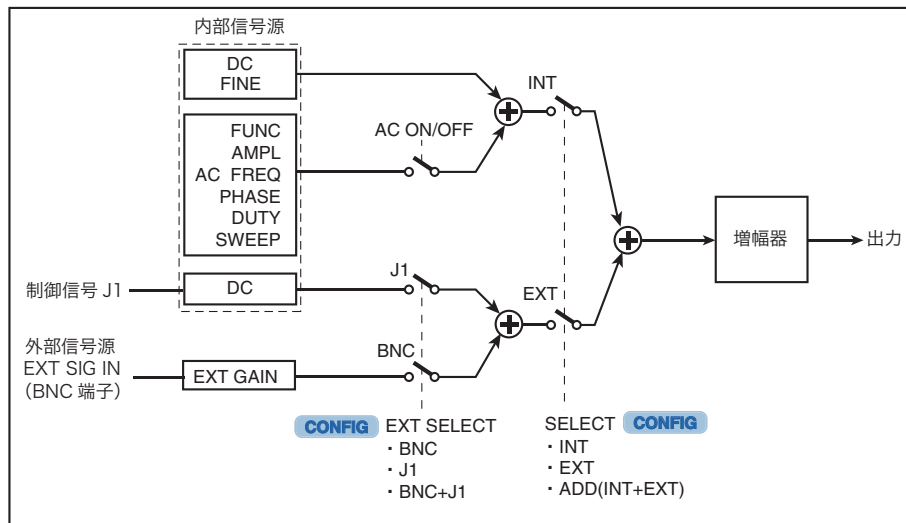 内部信号源
DC
FINE
INT
FUNC
AMPL
AC FREQ
PHASE
DUTY
SWEEP
AC ON/OFF
増幅器
出力
制御信号 J1
DC
J1
EXT
外部信号源
EXT SIG IN
(BNC 端子)
EXT GAIN
BNC
CONFIG EXT SELECT
・BNC
・J1
・BNC+J1
SELECT CONFIG
・INT
・EXT
・ADD(INT+EXT)